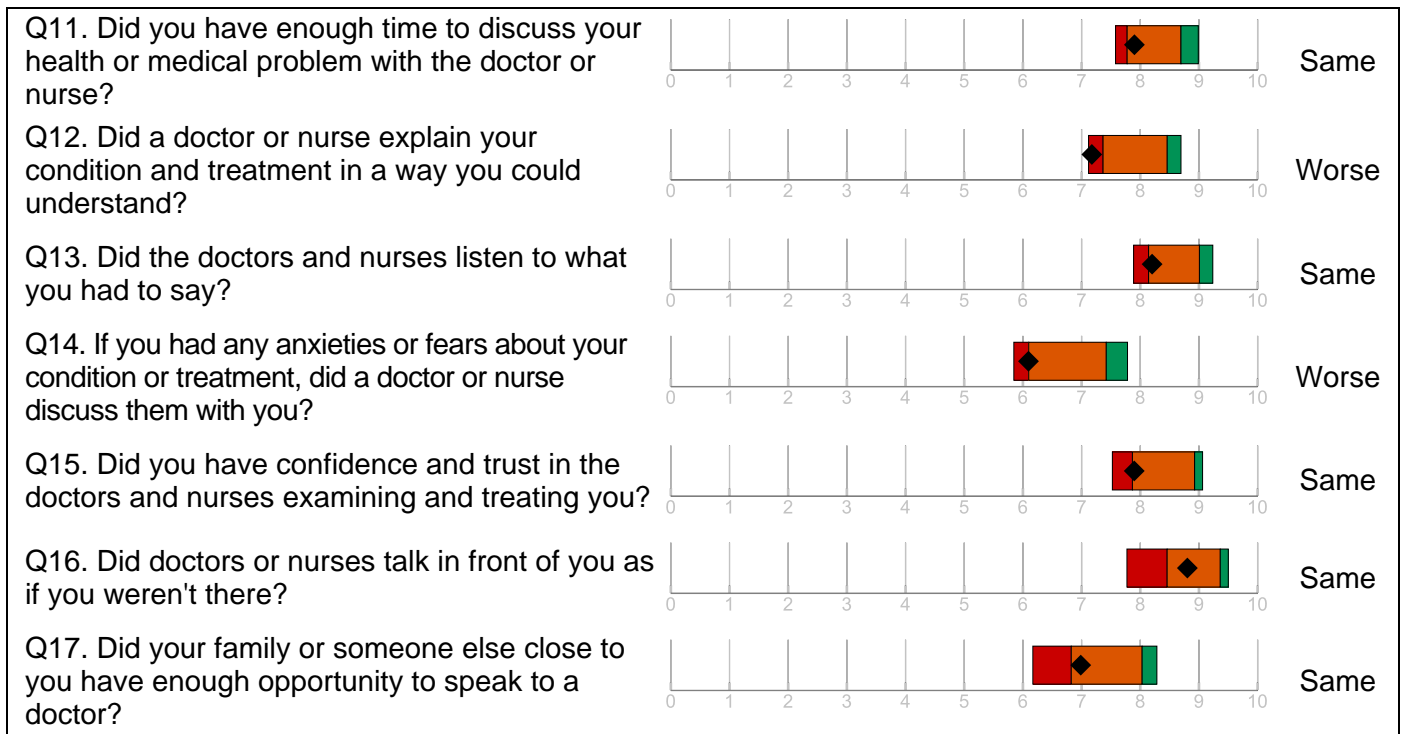 Q11. Did you have enough time to discuss your
health or medical problem with the doctor or
nurse?
0 1 2 3 4 5 6 7 8 9 10
Same
Q12. Did a doctor or nurse explain your
condition and treatment in a way you could
understand?
0 1 2 3 4 5 6 7 8 9 10
Worse
Q13. Did the doctors and nurses listen to what
you had to say?
0 1 2 3 4 5 6 7 8 9 10
Same
Q14. If you had any anxieties or fears about your
condition or treatment, did a doctor or nurse
discuss them with you?
0 1 2 3 4 5 6 7 8 9 10
Worse
Q15. Did you have confidence and trust in the
doctors and nurses examining and treating you?
0 1 2 3 4 5 6 7 8 9 10
Same
Q16. Did doctors or nurses talk in front of you as
if you weren't there?
0 1 2 3 4 5 6 7 8 9 10
Same
Q17. Did your family or someone else close to
you have enough opportunity to speak to a
doctor?
0 1 2 3 4 5 6 7 8 9 10
Same